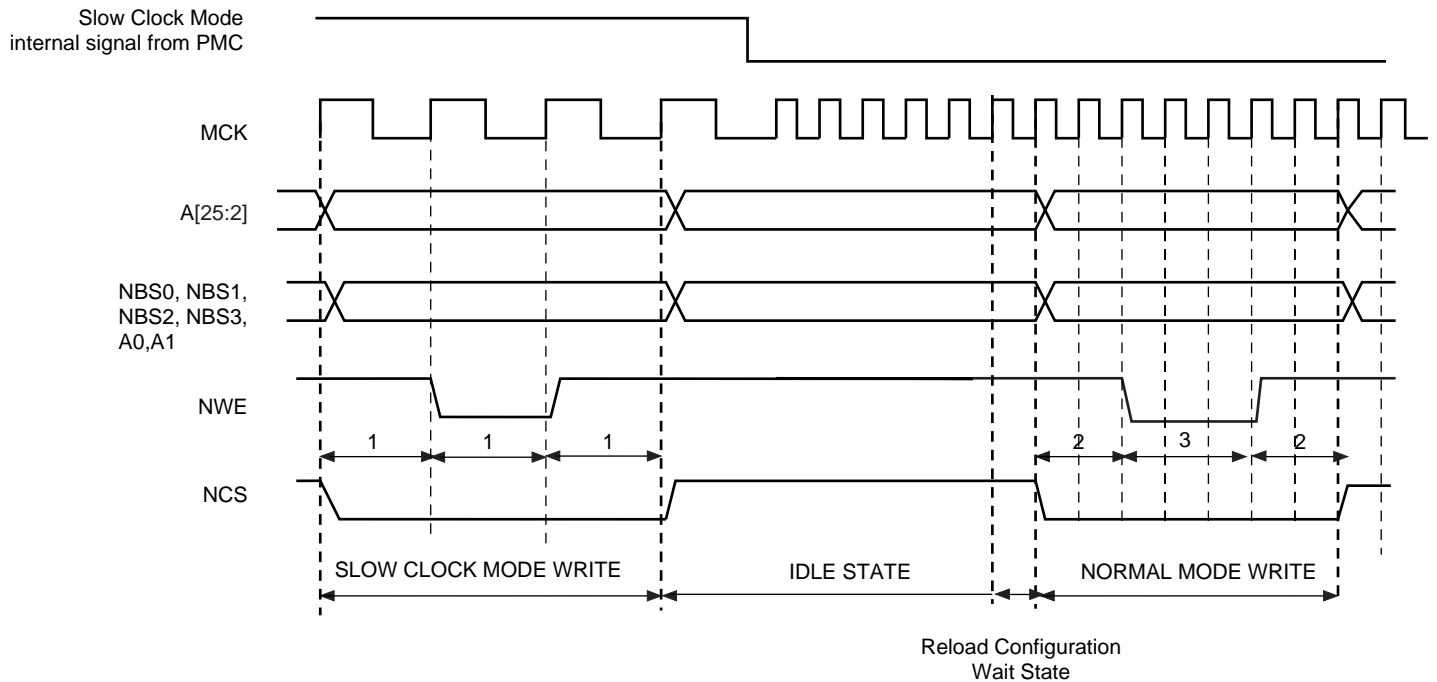 Slow Clock Mode
internal signal from PMC
MCK
A[25:2]
NBS0, NBS1,
NBS2, NBS3,
A0,A1
NWE
1 1 1 2 3 2
NCS
SLOW CLOCK MODE WRITE IDLE STATE NORMAL MODE WRITE
Reload Configuration
Wait State